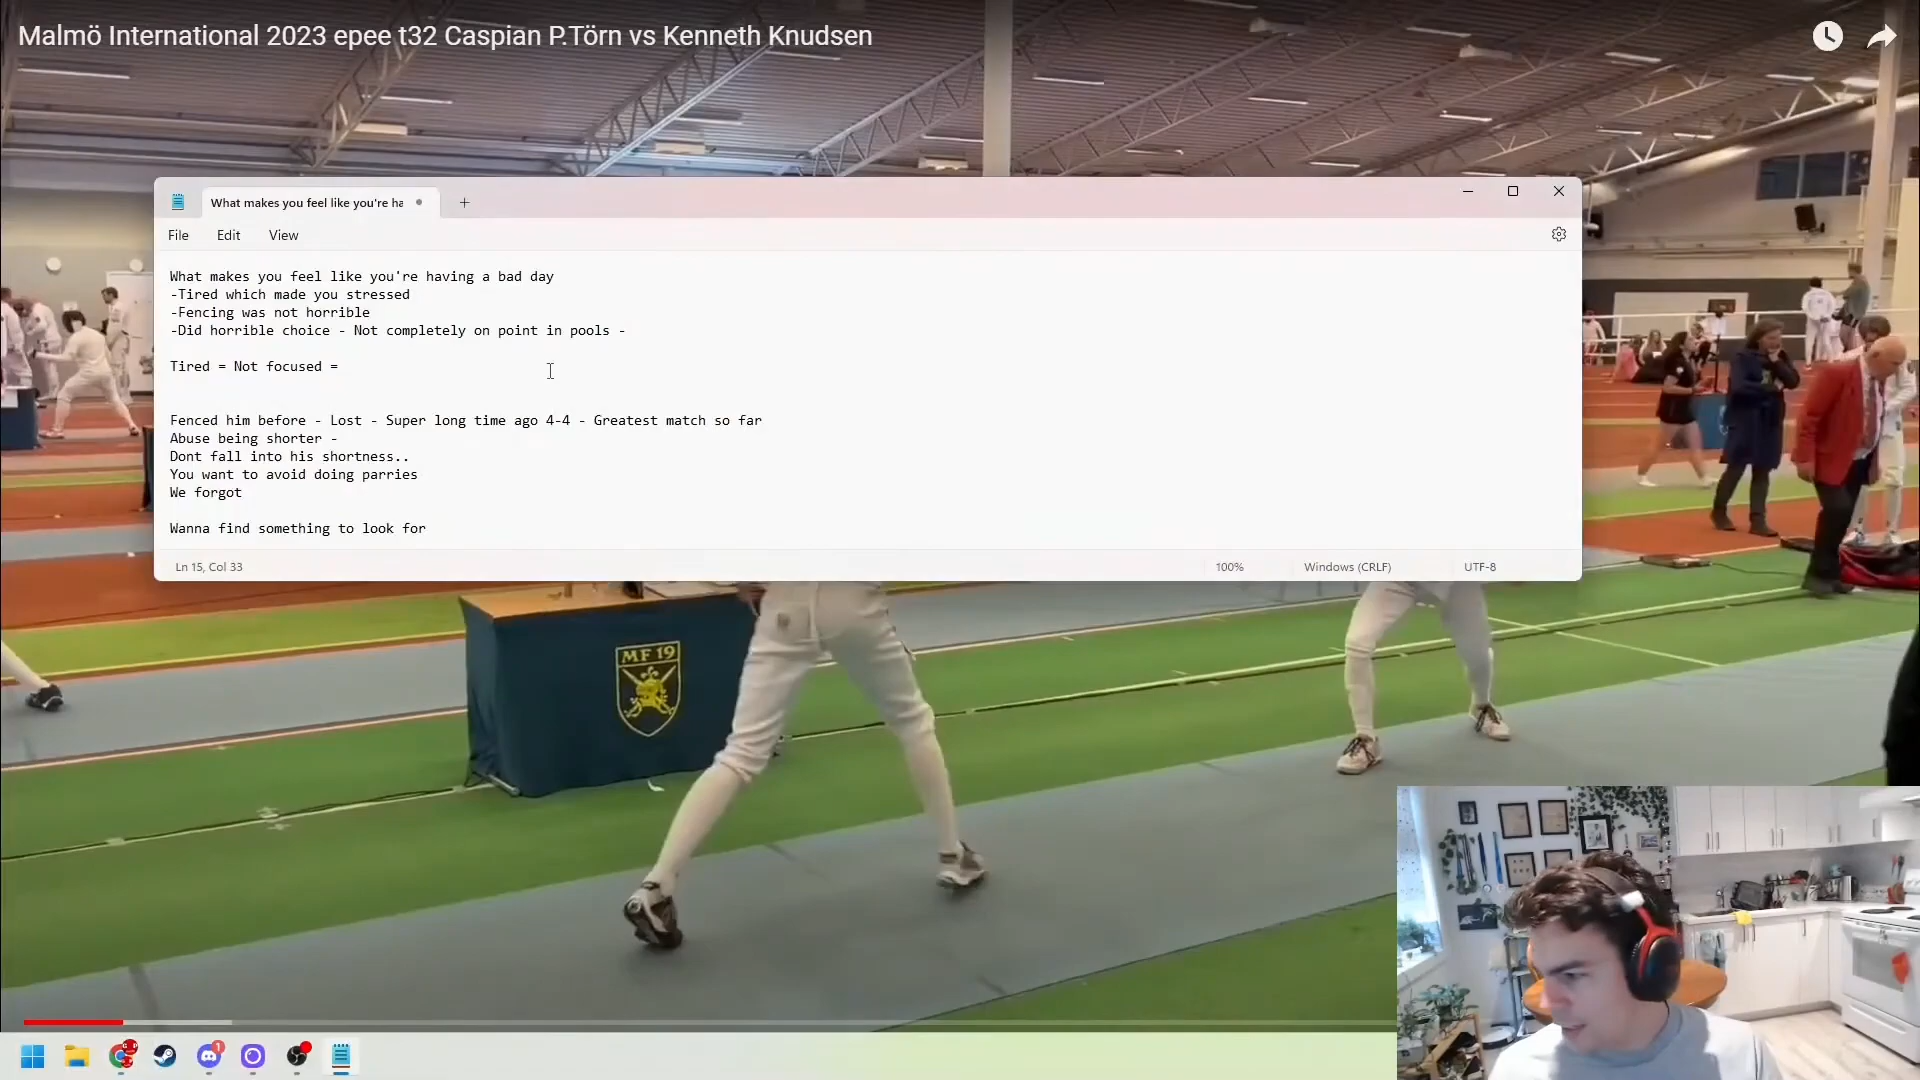 Malmö International 2023 epee t32 Caspian P.Törn vs Kenneth Knudsen
What makes you feel like you're ha
File Edit View
What makes you feel like you're having a bad day
-Tired which made you stressed
-Fencing was not horrible
-Did horrible choice - Not completely on point in pools -
Tired = Not focused =
Fenced him before - Lost - Super long time ago 4-4 - Greatest match so far
Abuse being shorter -
Dont fall into his shortness..
You want to avoid doing parries
We forgot
Wanna find something to look for
Ln 15, Col 33
100%
Windows (CRLF)
UTF-8
MF 19
1